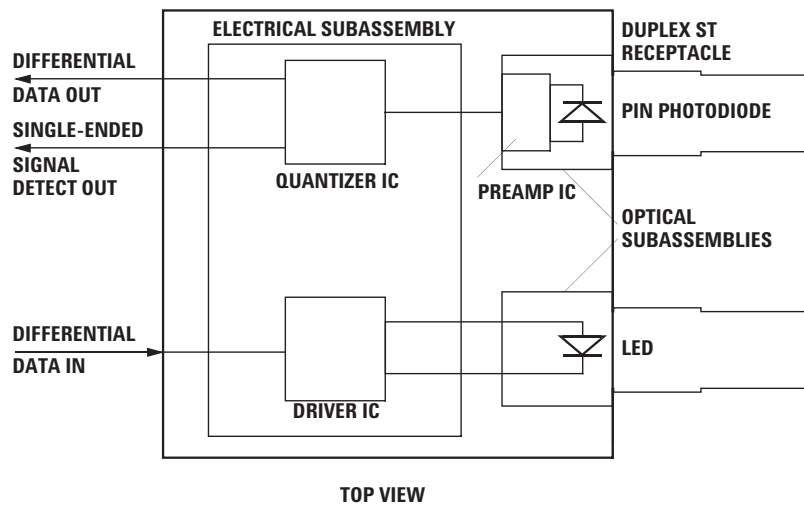 ELECTRICAL SUBASSEMBLY
DUPLEX ST
RECEPTACLE
DIFFERENTIAL
DATA OUT
PIN PHOTODIODE
SINGLE-ENDED
SIGNAL
DETECT OUT
QUANTIZER IC
PREAMP IC
OPTICAL
SUBASSEMBLIES
DIFFERENTIAL
DATA IN
LED
DRIVER IC
TOP VIEW